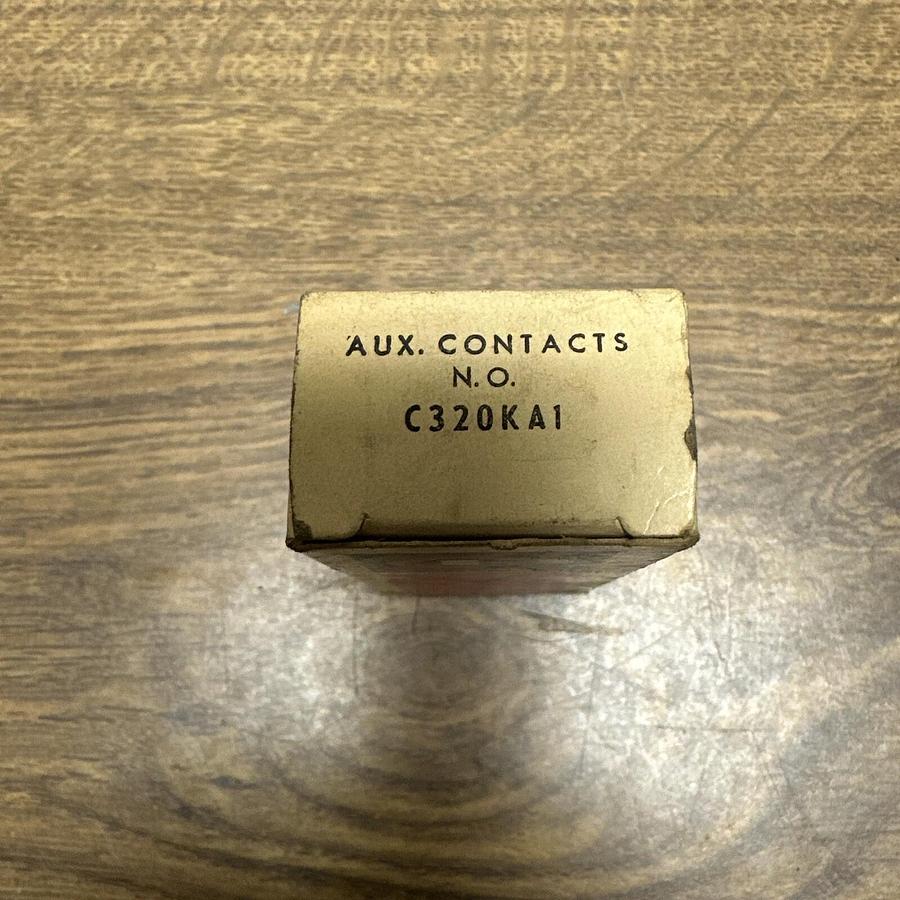 AUX. CONTACTS
N.O.
C320KA1